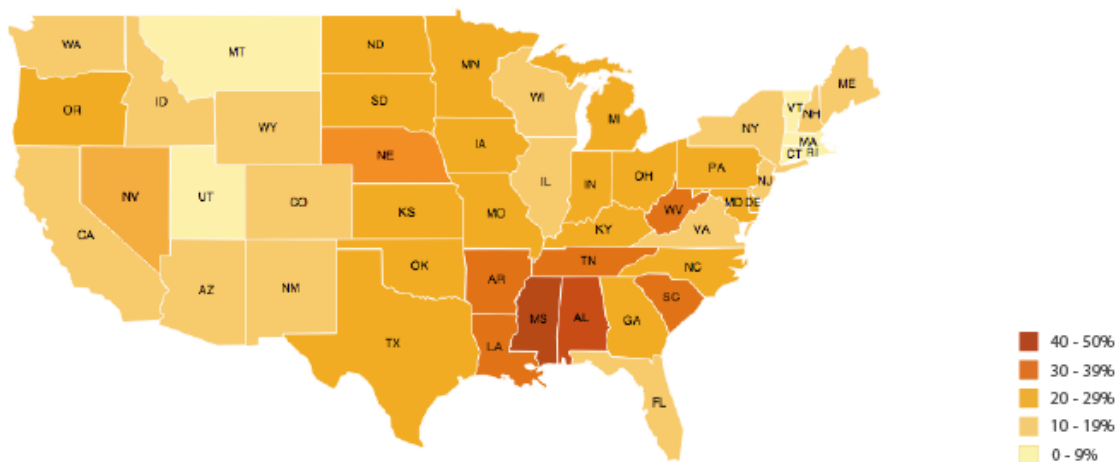 WA
MT
ND
MN
OR
ID
SD
WI
MI
ME
VT
NH
WY
NY
MA
CT
RI
NE
IA
PA
NJ
NV
UT
CO
IL
IN
OH
MD
DE
WV
KS
MO
KY
VA
CA
AZ
NM
OK
AR
TN
NC
SC
MS
AL
GA
TX
LA
FL
40 - 50%
30 - 39%
20 - 29%
10 - 19%
0 - 9%